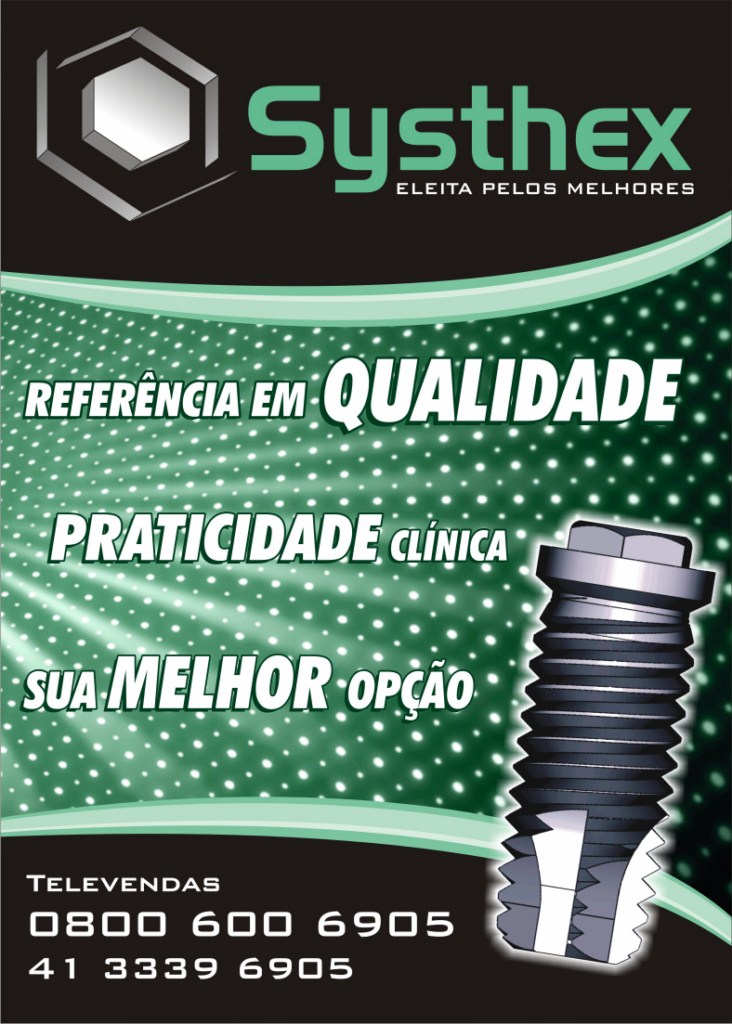 Systhex
ELEITA PELOS MELHORES
REFERÊNCIA EM QUALIDADE
PRATICIDADE CLÍNICA
SUA MELHOR OPÇÃO
TELEVENDAS
0800 600 6905
41 3339 6905